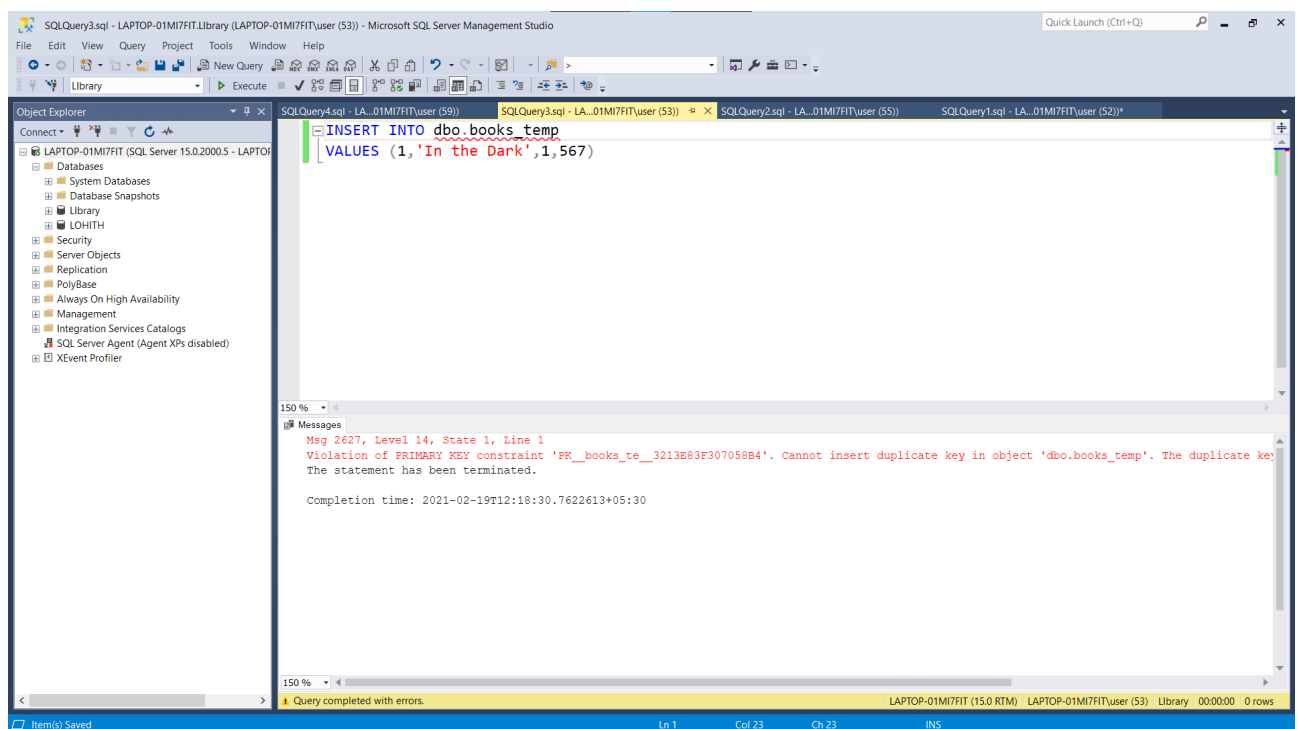 SQLQuery3.sql - LAPTOP-01MI7FIT.LIbrary (LAPTOP-01MI7FIT\user (53)) - Microsoft SQL Server Management Studio
Quick Launch (Ctrl+Q)
File Edit View Query Project Tools Window Help
New Query
LIbrary
Execute
Object Explorer
SQLQuery4.sql - LA...01MI7FIT\user (59))
SQLQuery3.sql - LA...01MI7FIT\user (53))
SQLQuery2.sql - LA...01MI7FIT\user (55))
SQLQuery1.sql - LA...01MI7FIT\user (52))*
Connect
LAPTOP-01MI7FIT (SQL Server 15.0.2000.5 - LAPTOP
Databases
System Databases
Database Snapshots
LIbrary
LOHITH
Security
Server Objects
Replication
PolyBase
Always On High Availability
Management
Integration Services Catalogs
SQL Server Agent (Agent XPs disabled)
XEvent Profiler
INSERT INTO dbo.books_temp
VALUES (1,'In the Dark',1,567)
150 %
Messages
Msg 2627, Level 14, State 1, Line 1
Violation of PRIMARY KEY constraint 'PK__books_te__3213E83F307058B4'. Cannot insert duplicate key in object 'dbo.books_temp'. The duplicate key
The statement has been terminated.
Completion time: 2021-02-19T12:18:30.7622613+05:30
150 %
Query completed with errors.
LAPTOP-01MI7FIT (15.0 RTM) LAPTOP-01MI7FIT\user (53) LIbrary 00:00:00 0 rows
Item(s) Saved
Ln 1 Col 23 Ch 23 INS